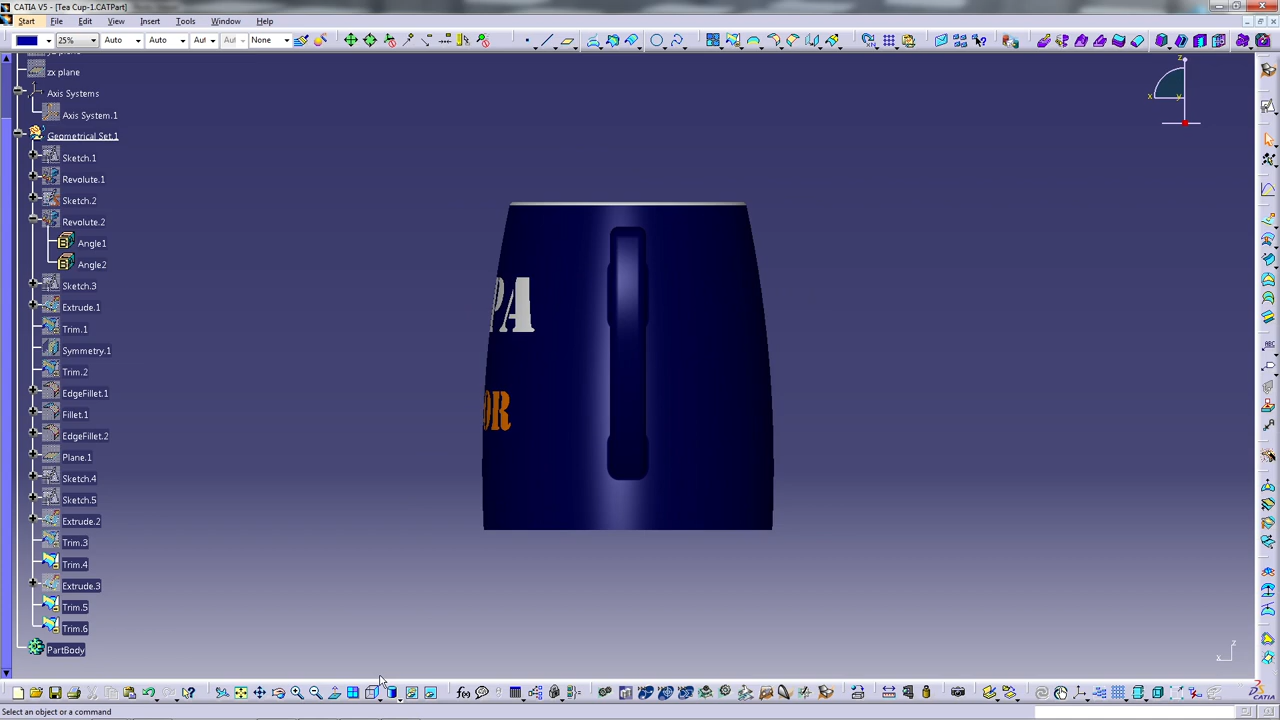 CATIA V5 - [Tea Cup-1.CATPart]
Start File Edit View Insert Tools Window Help
25% Auto Auto Aut Aut None
zx plane
Axis Systems
Axis System.1
Geometrical Set.1
Sketch.1
Revolute.1
Sketch.2
Revolute.2
Angle1
Angle2
Sketch.3
Extrude.1
Trim.1
Symmetry.1
Trim.2
EdgeFillet.1
Fillet.1
EdgeFillet.2
Plane.1
Sketch.4
Sketch.5
Extrude.2
Trim.3
Trim.4
Extrude.3
Trim.5
Trim.6
PartBody
PA
OR
z
x y
z
x
Select an object or a command
CATIA